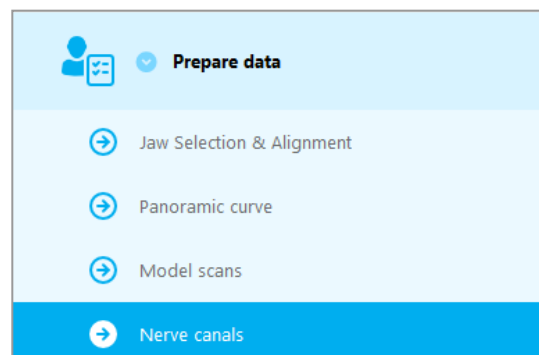 Prepare data
Jaw Selection & Alignment
Panoramic curve
Model scans
Nerve canals